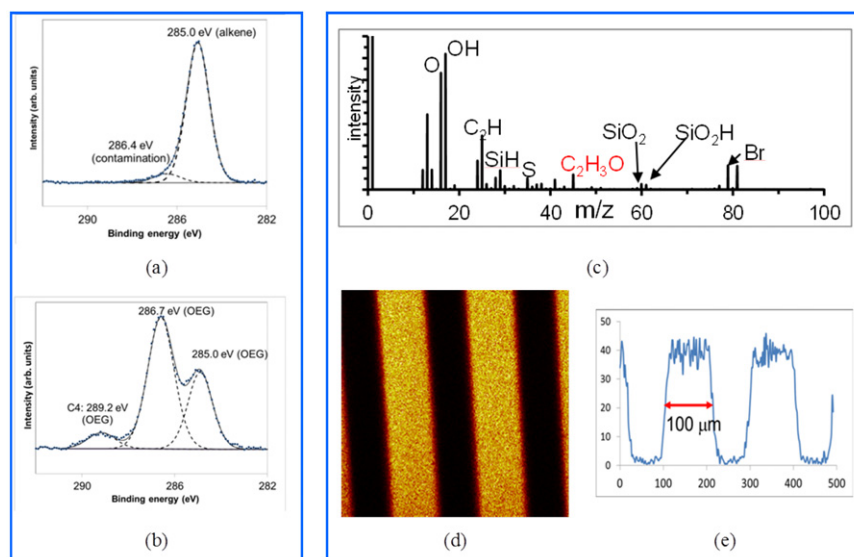 285.0 eV (alkene)
286.4 eV
(contamination)
Intensity (arb. units)
290
286
282
Binding energy (eV)
(a)
286.7 eV (OEG)
285.0 eV (OEG)
C4: 289.2 eV
(OEG)
Intensity (arb. units)
290
286
282
Binding energy (eV)
(b)
intensity
O
OH
C2H
SiH
S
C2H3O
SiO2
SiO2H
Br
0
20
40
60
80
100
m/z
(c)
(d)
50
40
30
20
10
0
100 μm
0
100
200
300
400
500
(e)